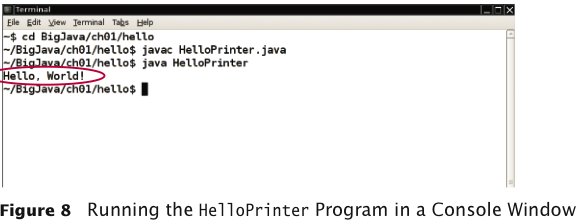 Terminal
File Edit View Terminal Tabs Help
~$ cd BigJava/ch01/hello
~/BigJava/ch01/hello$ javac HelloPrinter.java
~/BigJava/ch01/hello$ java HelloPrinter
Hello, World!
~/BigJava/ch01/hello$
Figure 8 Running the HelloPrinter Program in a Console Window